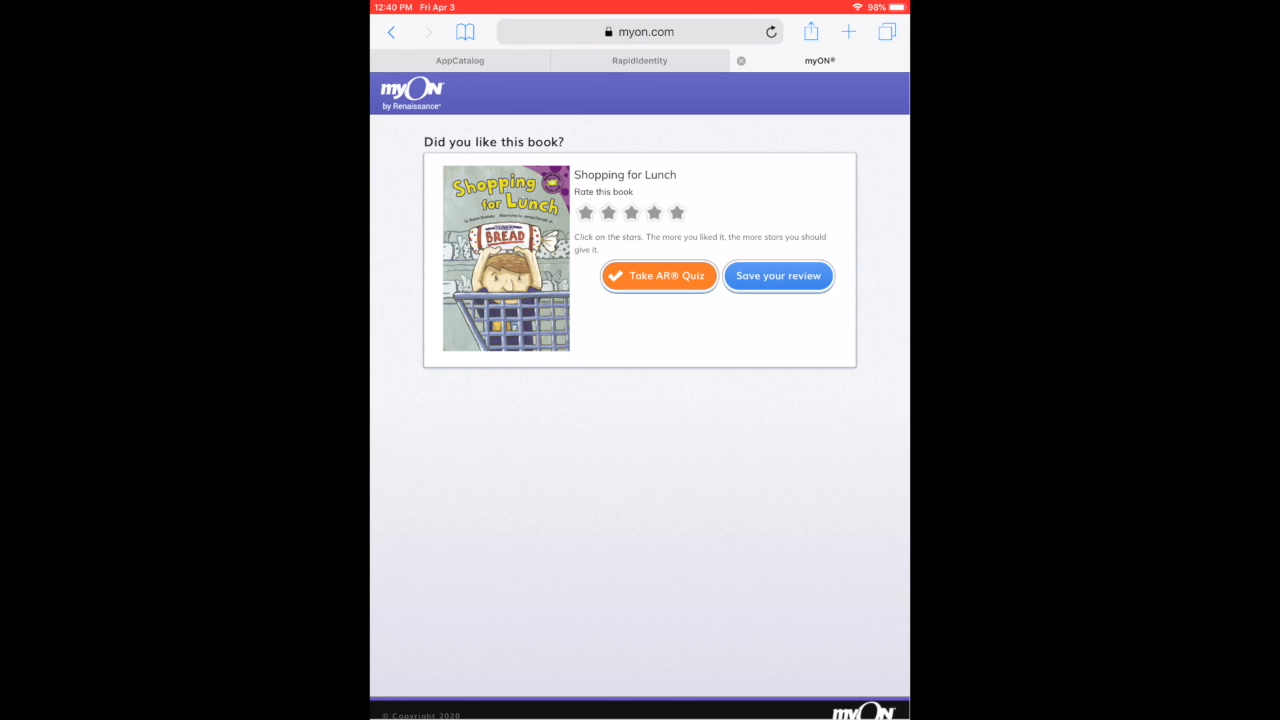 12:40 PM Fri Apr 3
98%
myon.com
AppCatalog
RapidIdentity
myON®
myON
by Renaissance®
Did you like this book?
Shopping
for Lunch
BREAD
Shopping for Lunch
Rate this book
Click on the stars. The more you liked it, the more stars you should
give it.
Take AR® Quiz
Save your review
© Copyright 2020
myON